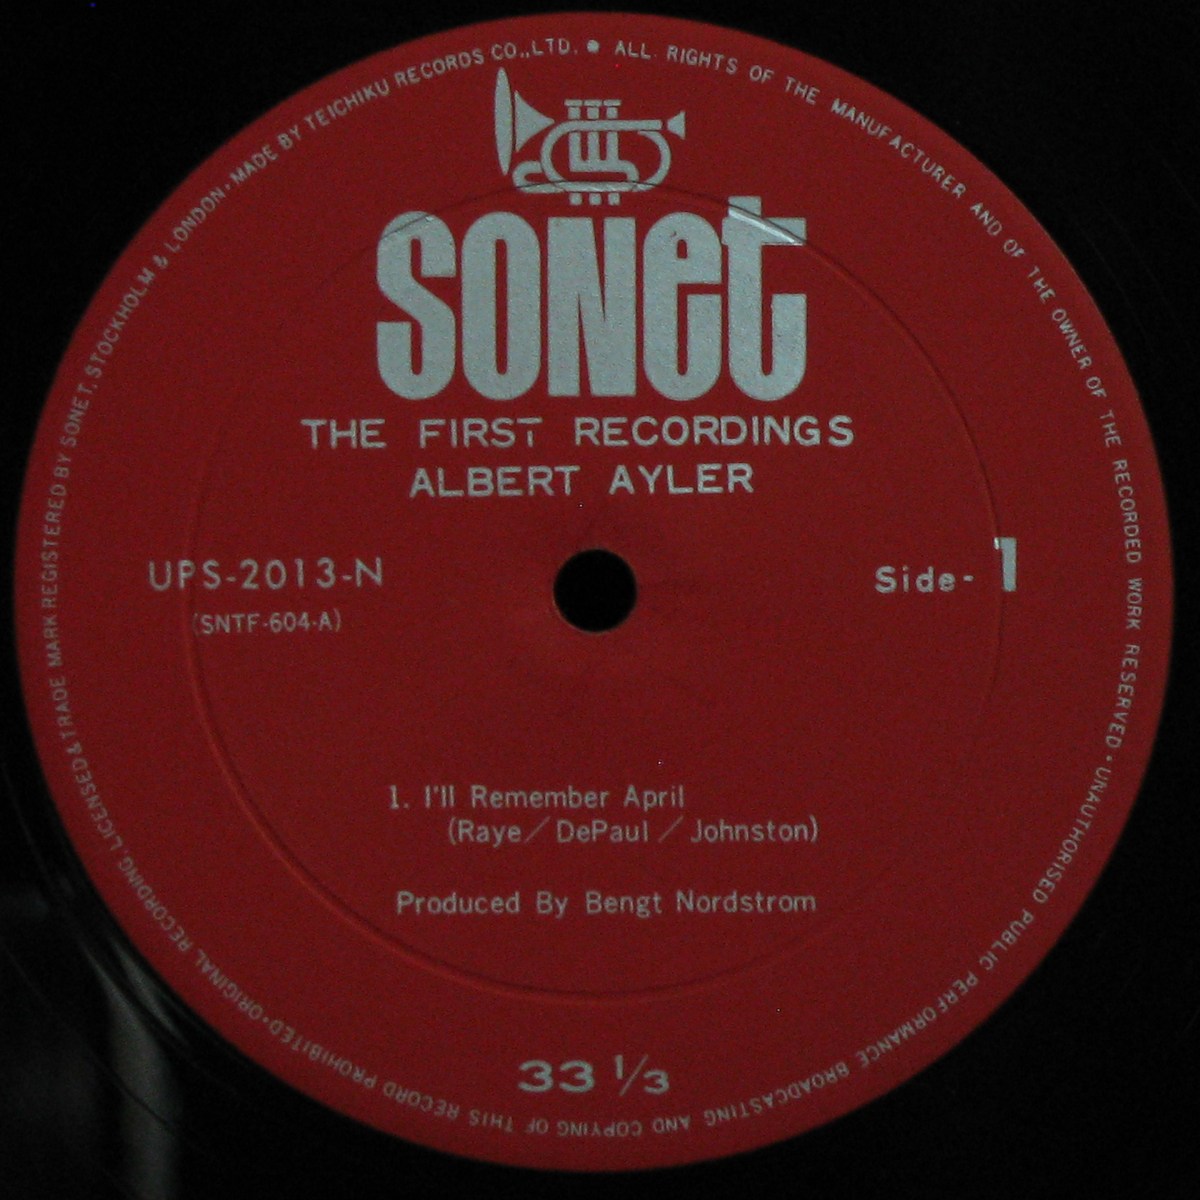 SONet
THE FIRST RECORDINGS
ALBERT AYLER
UPS-2013-N
(SNTF-604-A)
Side-1
1. I'll Remember April
(Raye/DePaul/Johnston)
Produced By Bengt Nordstrom
33 1/3
ALL RIGHTS OF THE MANUFACTURER AND OF THE OWNER OF THE RECORDED WORK RESERVED • UNAUTHORISED PUBLIC PERFORMANCE BROADCASTING AND COPYING OF THIS RECORD PROHIBITED • ORIGINAL RECORDING, LICENSED & TRADE MARK REGISTERED BY SONET, STOCKHOLM & LONDON • MADE BY TEICHIKU RECORDS CO.,LTD. •